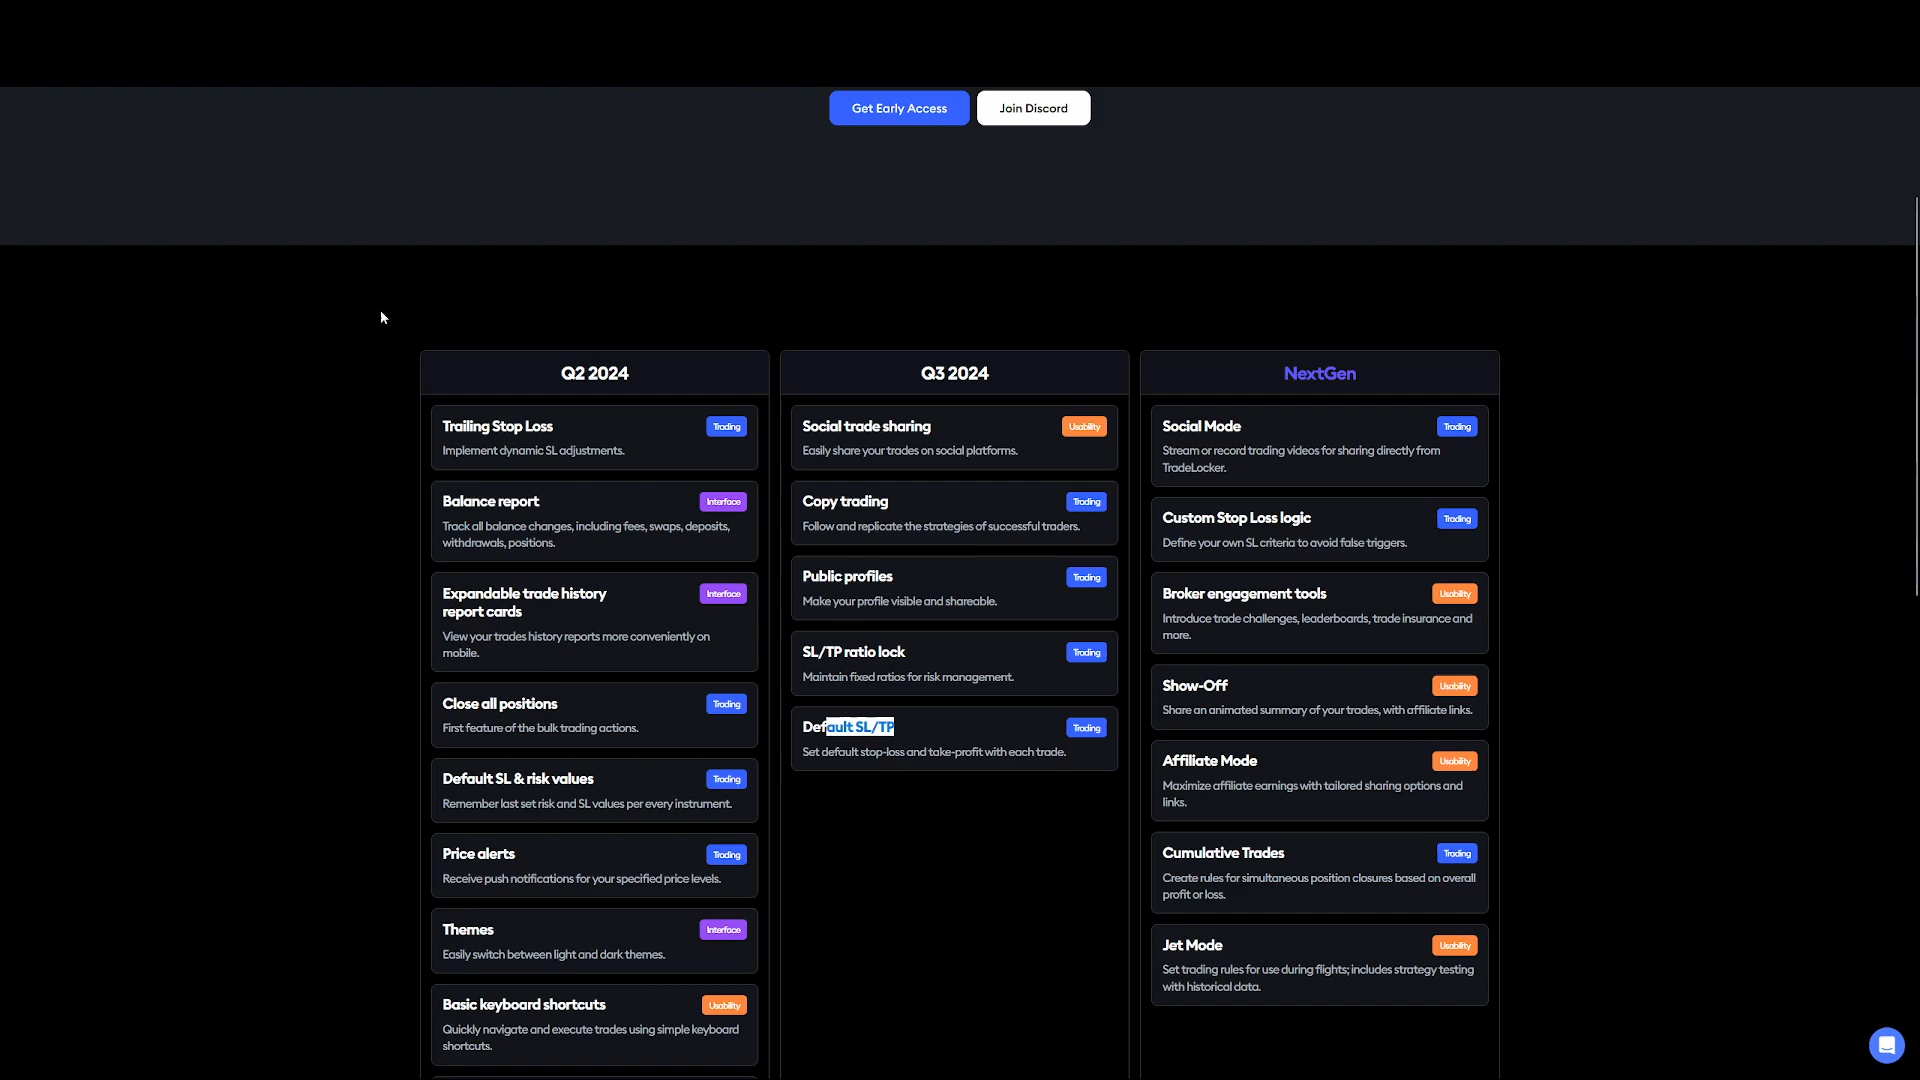 Get Early Access
Join Discord
Q2 2024
Trailing Stop Loss
Trading
Implement dynamic SL adjustments.
Balance report
Interface
Track all balance changes, including fees, swaps, deposits,
withdrawals, positions.
Expandable trade history
report cards
Interface
View your trades history reports more conveniently on
mobile.
Close all positions
Trading
First feature of the bulk trading actions.
Default SL & risk values
Trading
Remember last set risk and SL values per every instrument.
Price alerts
Trading
Receive push notifications for your specified price levels.
Themes
Interface
Easily switch between light and dark themes.
Basic keyboard shortcuts
Usability
Quickly navigate and execute trades using simple keyboard
shortcuts.
Q3 2024
Social trade sharing
Usability
Easily share your trades on social platforms.
Copy trading
Trading
Follow and replicate the strategies of successful traders.
Public profiles
Trading
Make your profile visible and shareable.
SL/TP ratio lock
Trading
Maintain fixed ratios for risk management.
Default SL/TP
Trading
Set default stop-loss and take-profit with each trade.
NextGen
Social Mode
Trading
Stream or record trading videos for sharing directly from
TradeLocker.
Custom Stop Loss logic
Trading
Define your own SL criteria to avoid false triggers.
Broker engagement tools
Usability
Introduce trade challenges, leaderboards, trade insurance and
more.
Show-Off
Usability
Share an animated summary of your trades, with affiliate links.
Affiliate Mode
Usability
Maximize affiliate earnings with tailored sharing options and
links.
Cumulative Trades
Trading
Create rules for simultaneous position closures based on overall
profit or loss.
Jet Mode
Usability
Set trading rules for use during flights; includes strategy testing
with historical data.